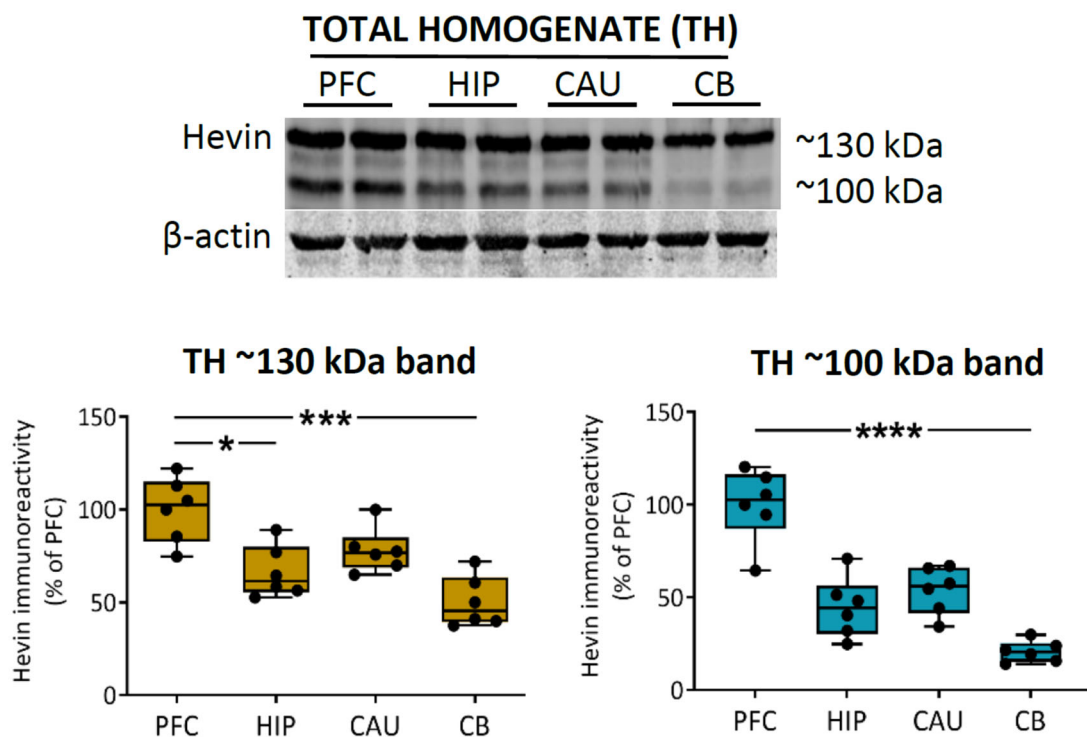 TOTAL HOMOGENATE (TH)
PFC HIP CAU CB
Hevin ~130 kDa
~100 kDa
β-actin
TH ~130 kDa band
Hevin immunoreactivity
(% of PFC)
150
100
50
0
***
*
PFC HIP CAU CB
TH ~100 kDa band
Hevin immunoreactivity
(% of PFC)
150
100
50
0
****
PFC HIP CAU CB